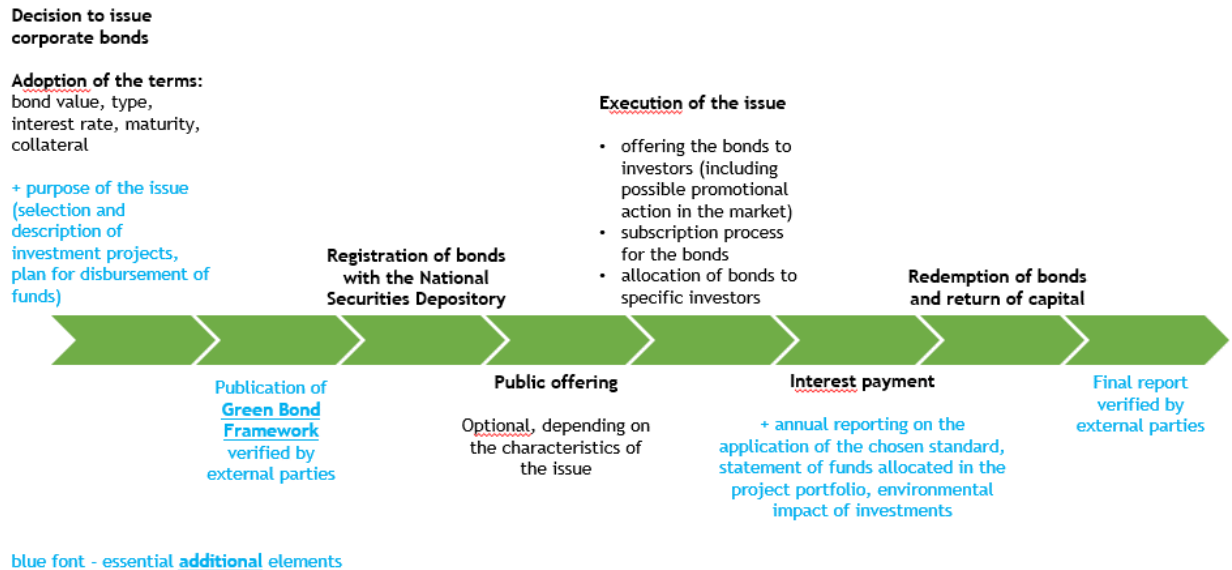 Decision to issue
corporate bonds
Adoption of the terms:
bond value, type,
interest rate, maturity,
collateral
+ purpose of the issue
(selection and
description of
investment projects,
plan for disbursement of
funds)
Publication of
Green Bond
Framework
verified by
external parties
Registration of bonds
with the National
Securities Depository
Public offering
Optional, depending on
the characteristics of
the issue
Execution of the issue
• offering the bonds to
investors (including
possible promotional
action in the market)
• subscription process
for the bonds
• allocation of bonds to
specific investors
Interest payment
+ annual reporting on the
application of the chosen standard,
statement of funds allocated in the
project portfolio, environmental
impact of investments
Redemption of bonds
and return of capital
Final report
verified by
external parties
blue font - essential additional elements